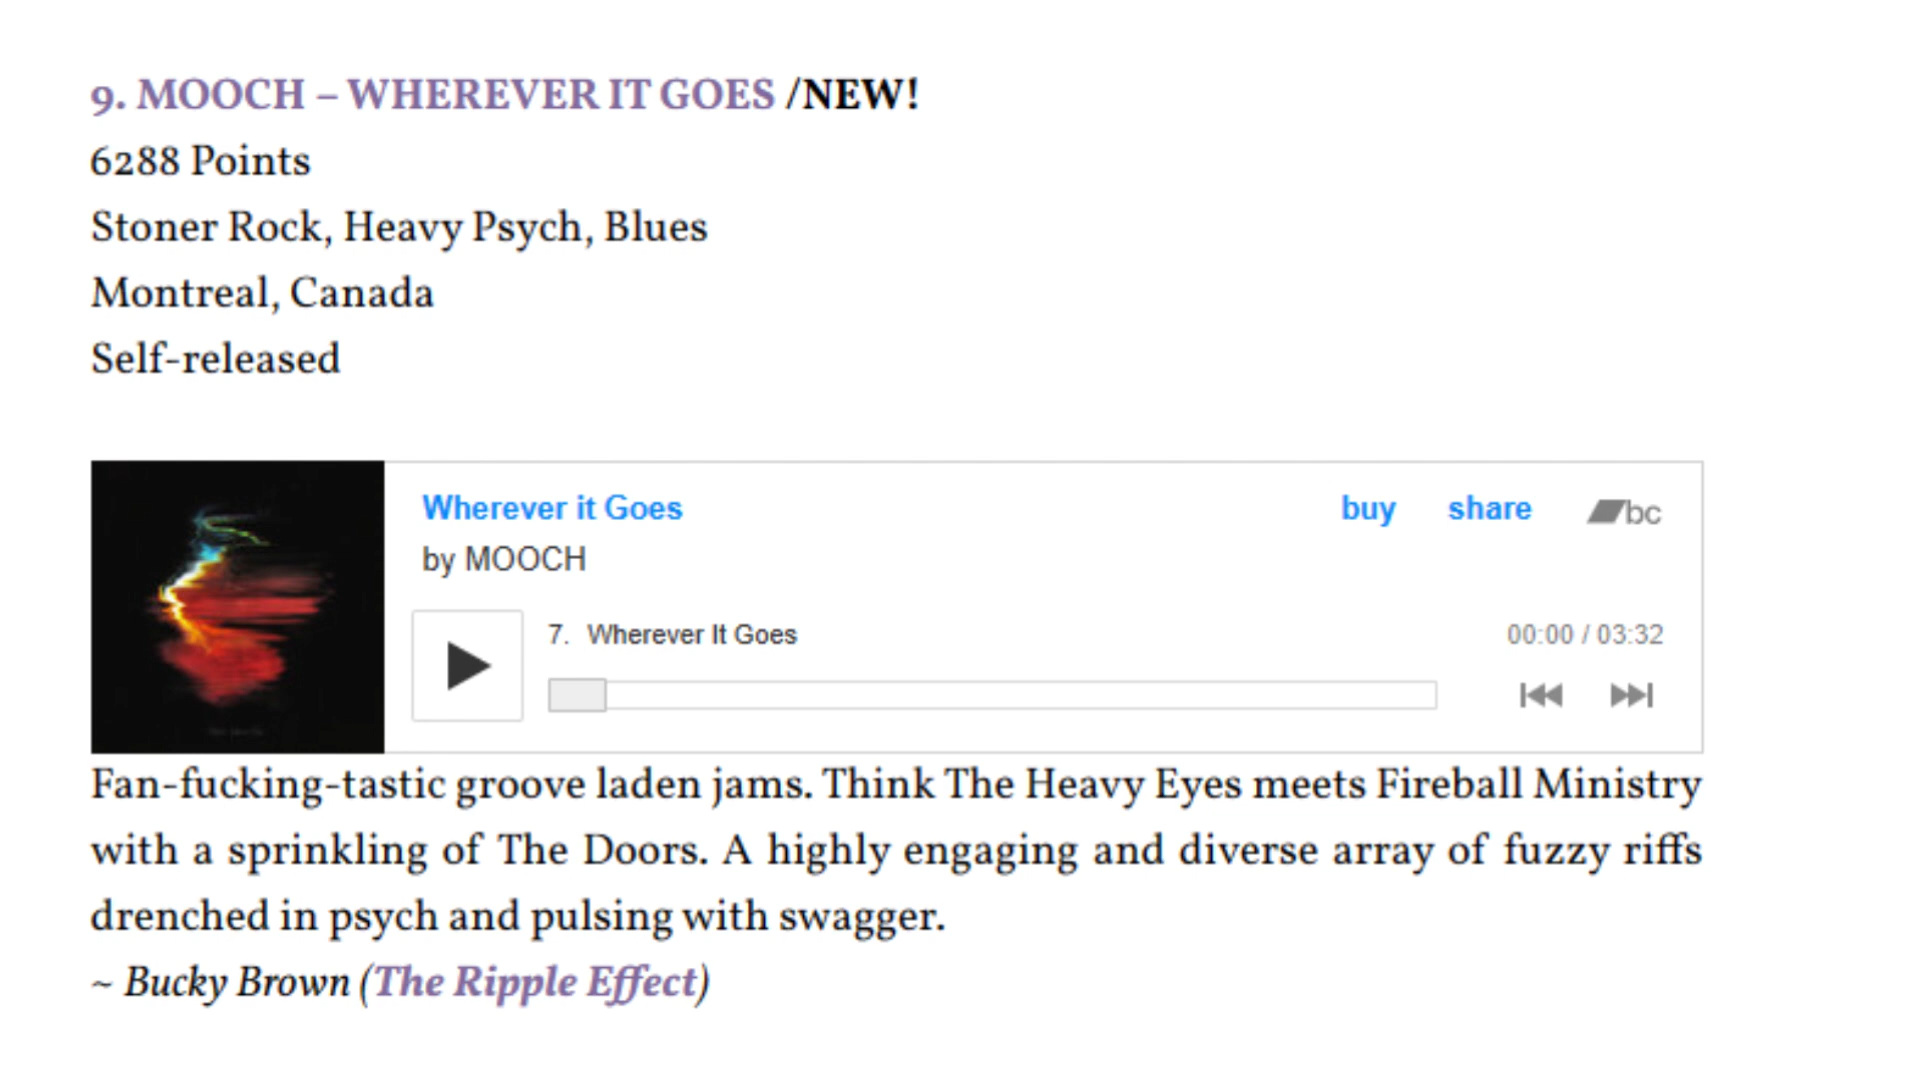 9. MOOCH – WHEREVER IT GOES /NEW!
6288 Points
Stoner Rock, Heavy Psych, Blues
Montreal, Canada
Self-released
Wherever it Goes
buy share bc
by MOOCH
7. Wherever It Goes 00:00 / 03:32
Fan-fucking-tastic groove laden jams. Think The Heavy Eyes meets Fireball Ministry
with a sprinkling of The Doors. A highly engaging and diverse array of fuzzy riffs
drenched in psych and pulsing with swagger.
~ Bucky Brown (The Ripple Effect)